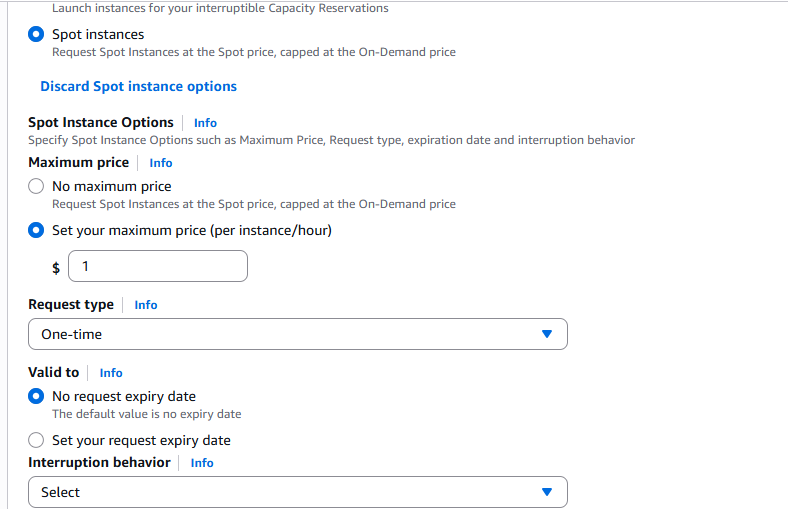 Launch instances for your interruptible Capacity Reservations
Spot instances
Request Spot Instances at the Spot price, capped at the On-Demand price
Discard Spot instance options
Spot Instance Options Info
Specify Spot Instance Options such as Maximum Price, Request type, expiration date and interruption behavior
Maximum price Info
No maximum price
Request Spot Instances at the Spot price, capped at the On-Demand price
Set your maximum price (per instance/hour)
$ 1
Request type Info
One-time
Valid to Info
No request expiry date
The default value is no expiry date
Set your request expiry date
Interruption behavior Info
Select